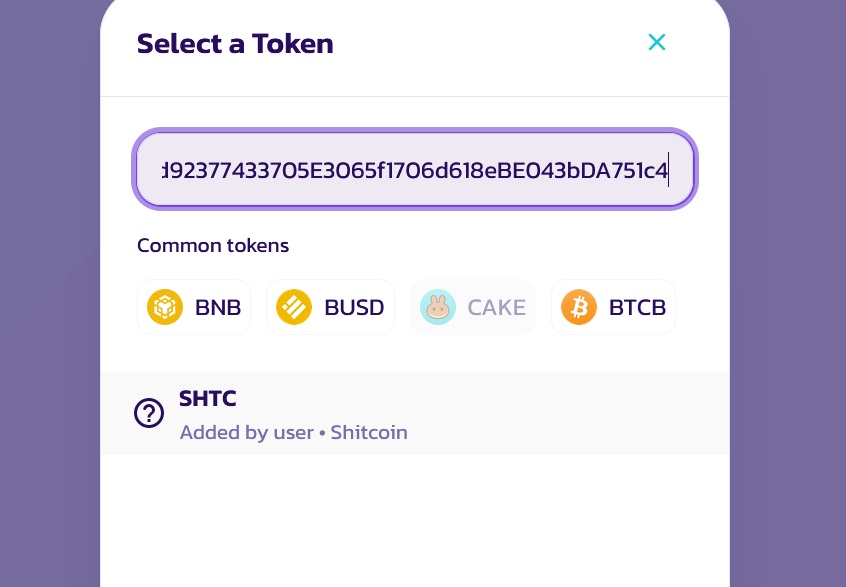 Select a Token
d92377433705E3065f1706d618eBE043bDA751c4
Common tokens
BNB BUSD CAKE BTCB
SHTC
Added by user • Shitcoin